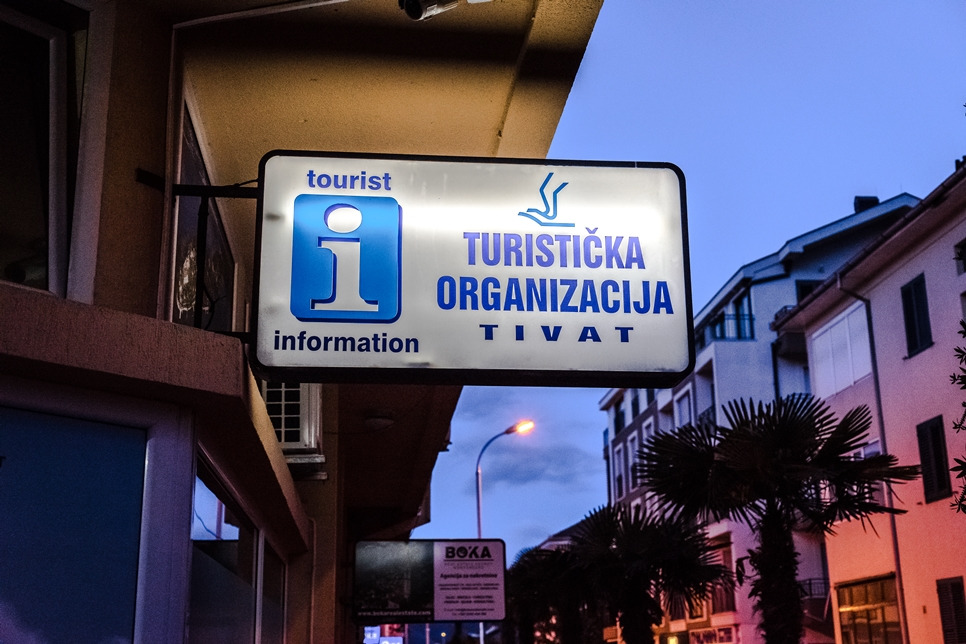 tourist
i
information
TURISTIČKA
ORGANIZACIJA
TIVAT
BOKA
Agencija za nekretnine